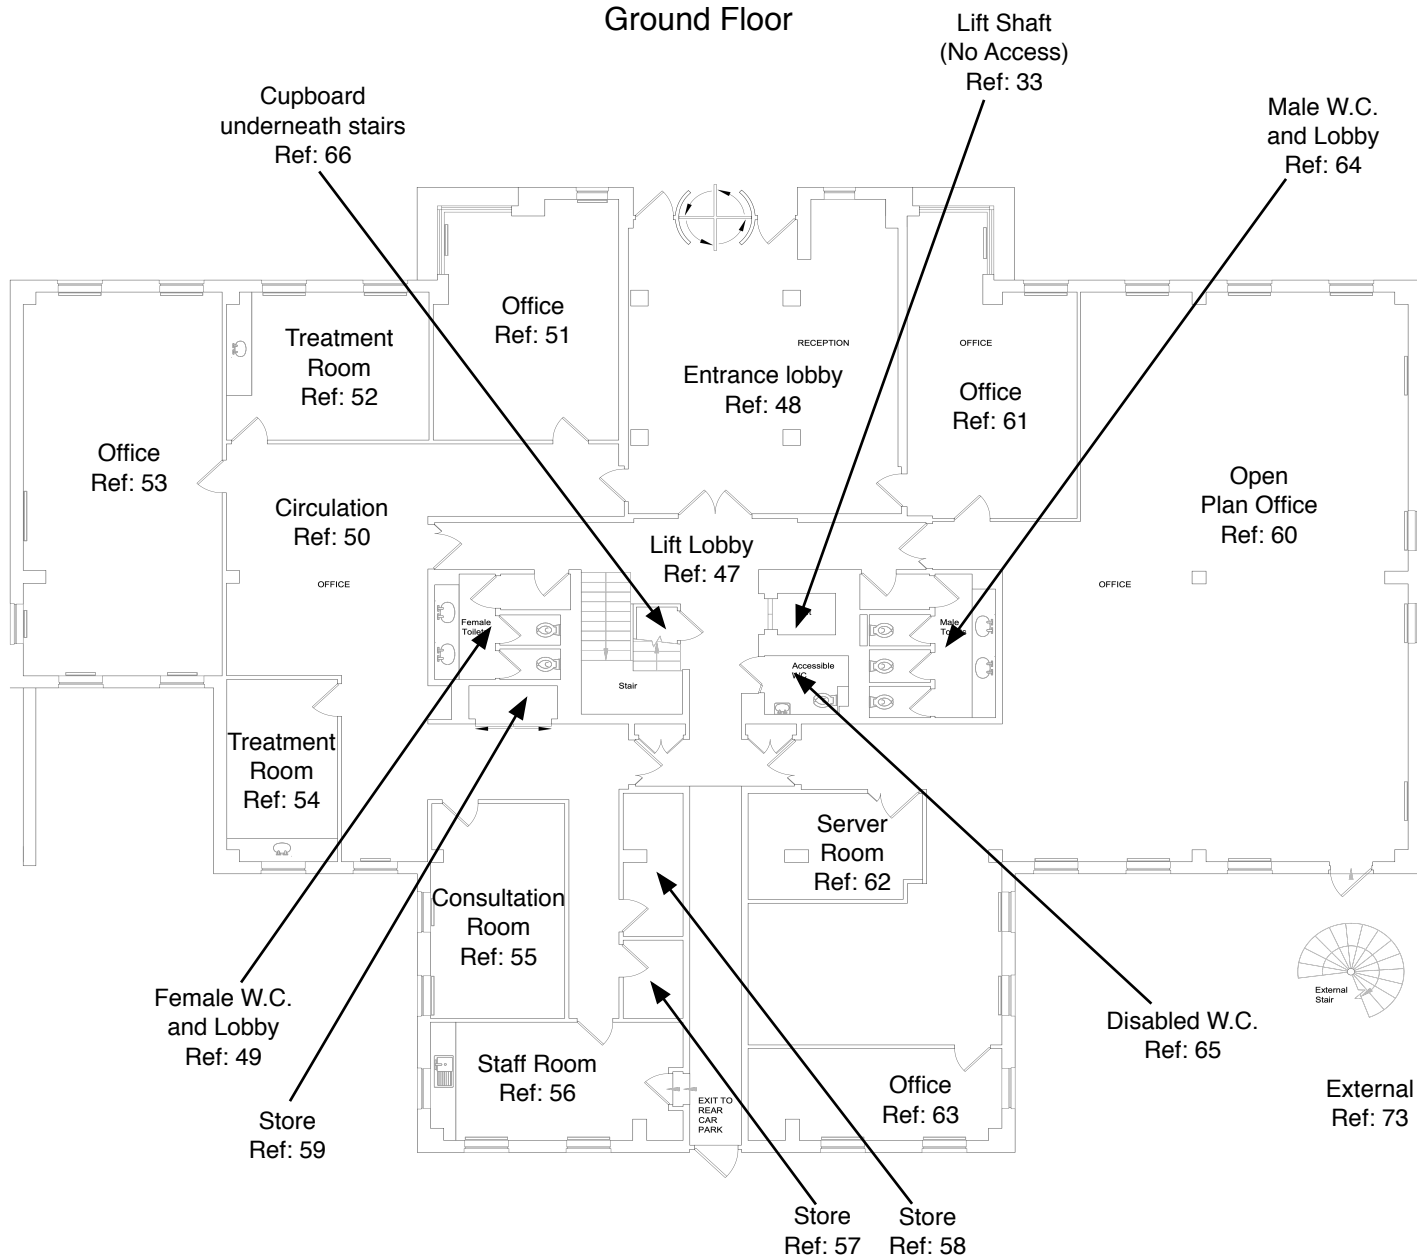 Ground Floor
Lift Shaft
(No Access)
Ref: 33
Cupboard
underneath stairs
Ref: 66
Male W.C.
and Lobby
Ref: 64
Office
Ref: 51
Treatment
Room
Ref: 52
RECEPTION
OFFICE
Entrance lobby
Ref: 48
Office
Ref: 61
Office
Ref: 53
Open
Plan Office
Ref: 60
Circulation
Ref: 50
OFFICE
Lift Lobby
Ref: 47
OFFICE
Female
Toilets
Male
Toilets
Accessible
WC
Stair
Treatment
Room
Ref: 54
Server
Room
Ref: 62
Consultation
Room
Ref: 55
External
Stair
Female W.C.
and Lobby
Ref: 49
Disabled W.C.
Ref: 65
Staff Room
Ref: 56
Office
Ref: 63
EXIT TO
REAR
CAR
PARK
External
Ref: 73
Store
Ref: 59
Store
Ref: 57
Store
Ref: 58